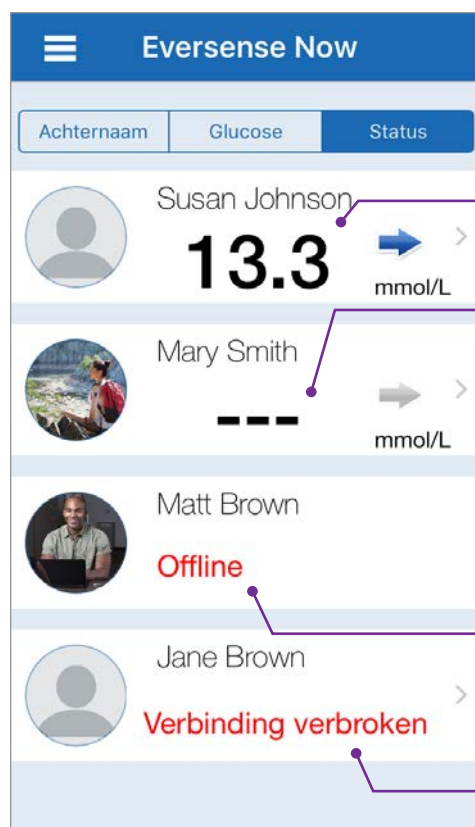 Eversense Now
Achternaam Glucose Status
Susan Johnson
13.3
mmol/L
Mary Smith
---
mmol/L
Matt Brown
Offline
Jane Brown
Verbinding verbroken